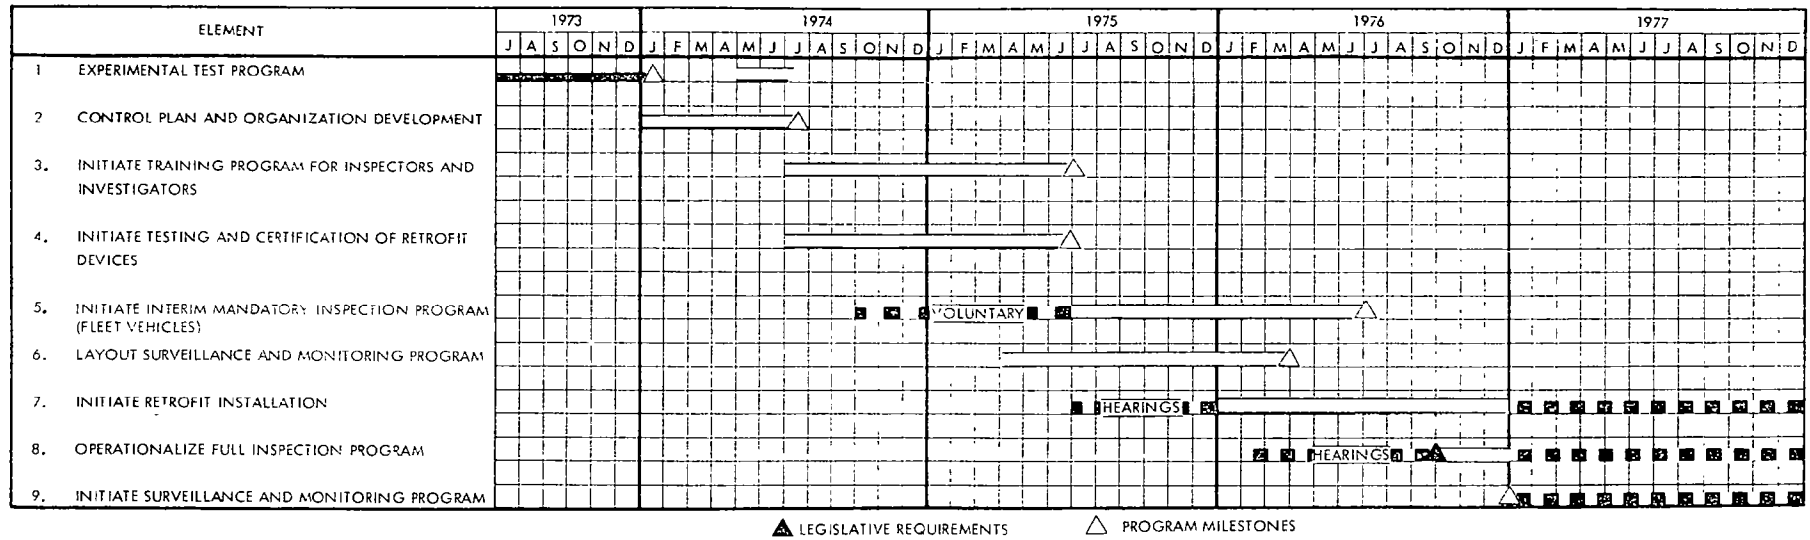 ELEMENT 1973 1974 1975 1976 1977
J A S O N D J F M A M J J A S O N D J F M A M J J A S O N D J F M A M J J A S O N D J F M A M J J A S O N D
1 EXPERIMENTAL TEST PROGRAM
2 CONTROL PLAN AND ORGANIZATION DEVELOPMENT
3. INITIATE TRAINING PROGRAM FOR INSPECTORS AND
INVESTIGATORS
4. INITIATE TESTING AND CERTIFICATION OF RETROFIT
DEVICES
5. INITIATE INTERIM MANDATORY INSPECTION PROGRAM VOLUNTARY
(FLEET VEHICLES)
6. LAYOUT SURVEILLANCE AND MONITORING PROGRAM
7. INITIATE RETROFIT INSTALLATION HEARINGS
8. OPERATIONALIZE FULL INSPECTION PROGRAM HEARINGS
9. INITIATE SURVEILLANCE AND MONITORING PROGRAM
LEGISLATIVE REQUIREMENTS PROGRAM MILESTONES